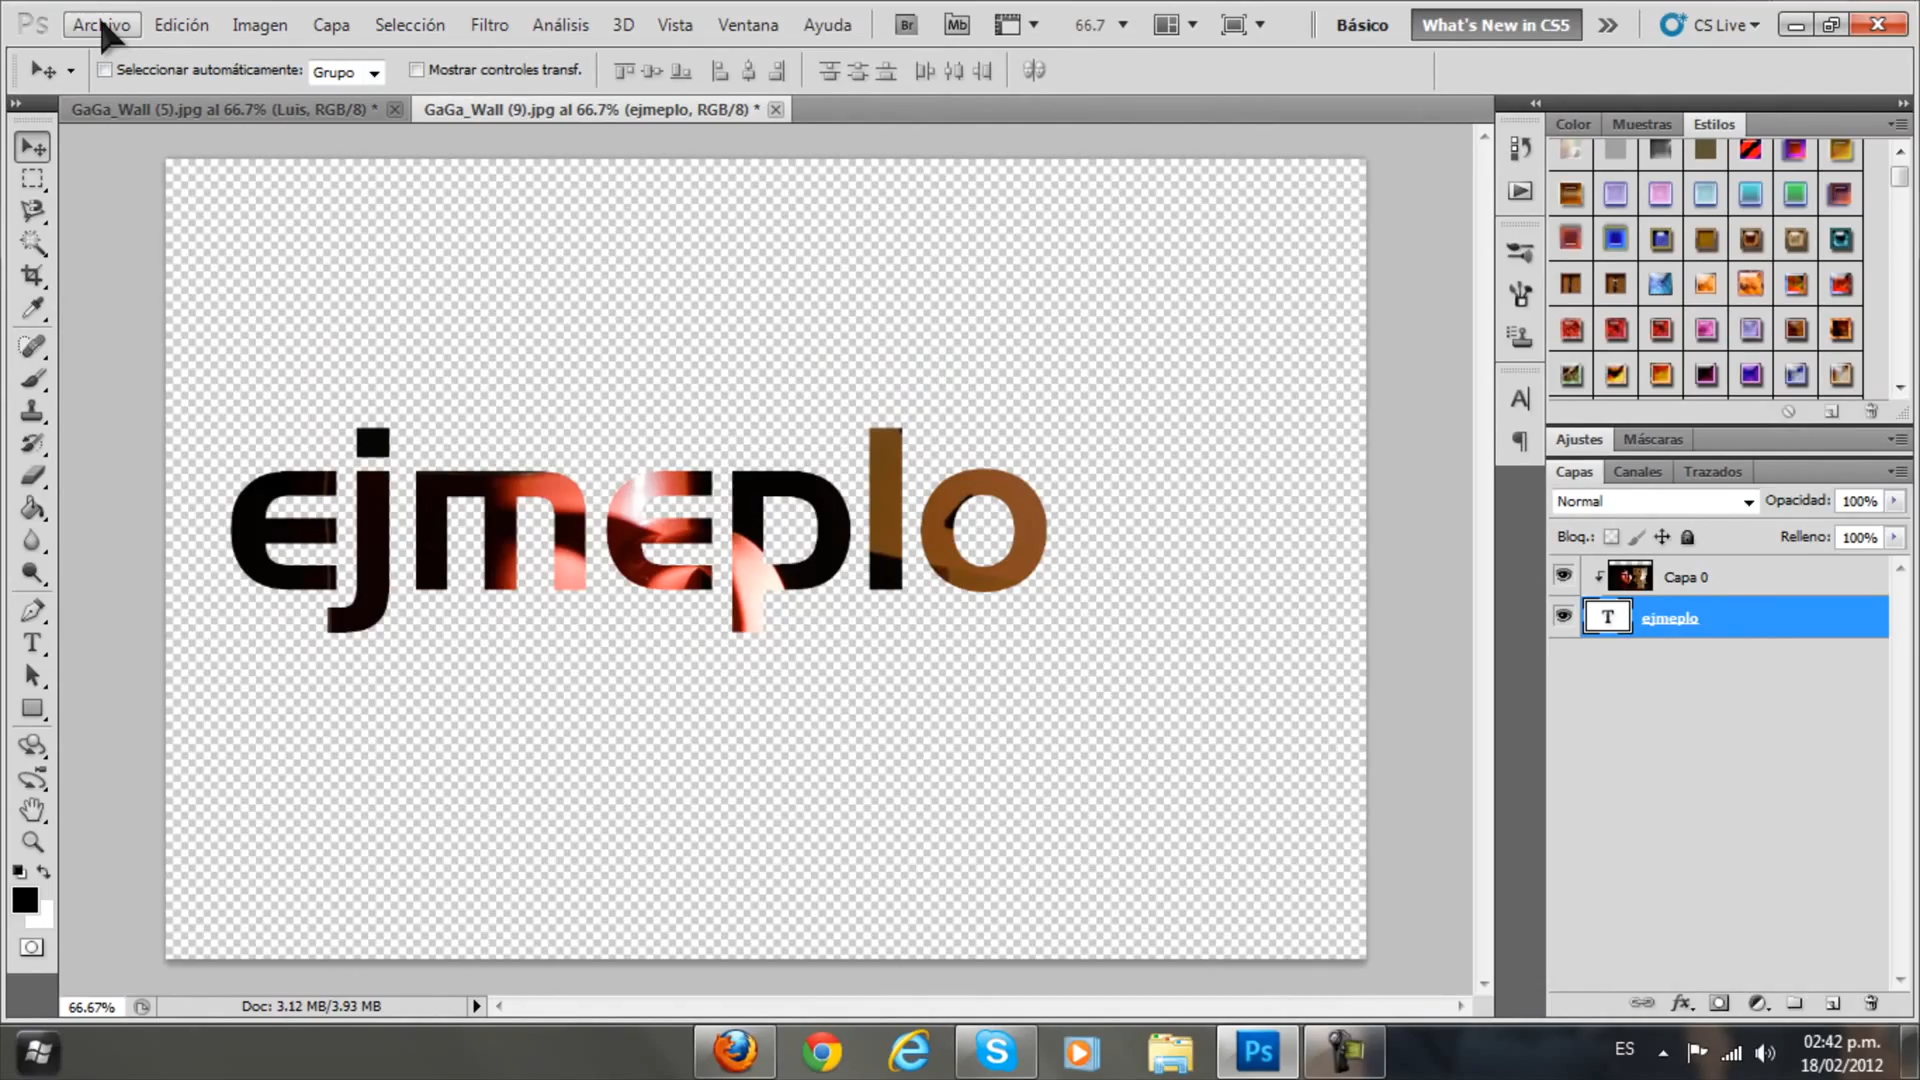 Ps Archivo Edición Imagen Capa Selección Filtro Análisis 3D Vista Ventana Ayuda Br Mb 66.7 Básico What's New in CS5 CS Live
Seleccionar automáticamente: Grupo Mostrar controles transf.
GaGa_Wall (5).jpg al 66.7% (Luis, RGB/8) * GaGa_Wall (9).jpg al 66.7% (ejmeplo, RGB/8) *
Color Muestras Estilos
ejmeplo
Ajustes Máscaras
Capas Canales Trazados
Normal Opacidad: 100%
Bloq.: Relleno: 100%
Capa 0
T ejmeplo
66.67% Doc: 3.12 MB/3.93 MB
Ps ES 02:42 p.m.
18/02/2012